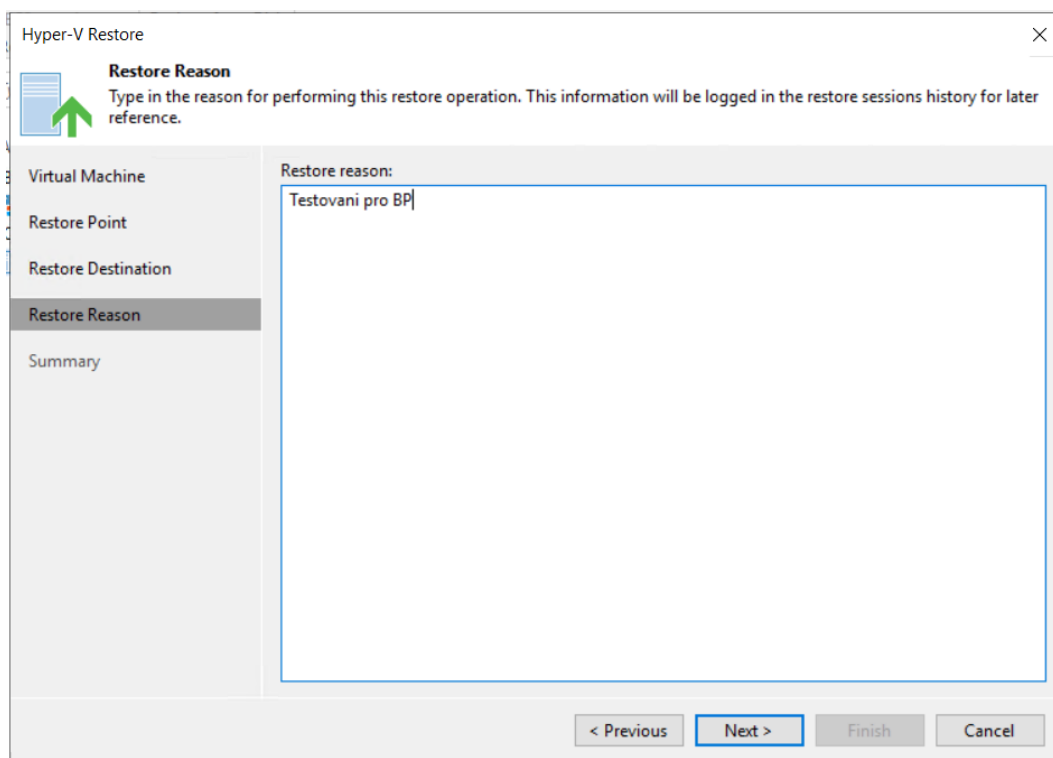 Hyper-V Restore
Restore Reason
Type in the reason for performing this restore operation. This information will be logged in the restore sessions history for later
reference.
Virtual Machine
Restore Point
Restore Destination
Restore Reason
Summary
Restore reason:
Testovani pro BP
< Previous
Next >
Finish
Cancel